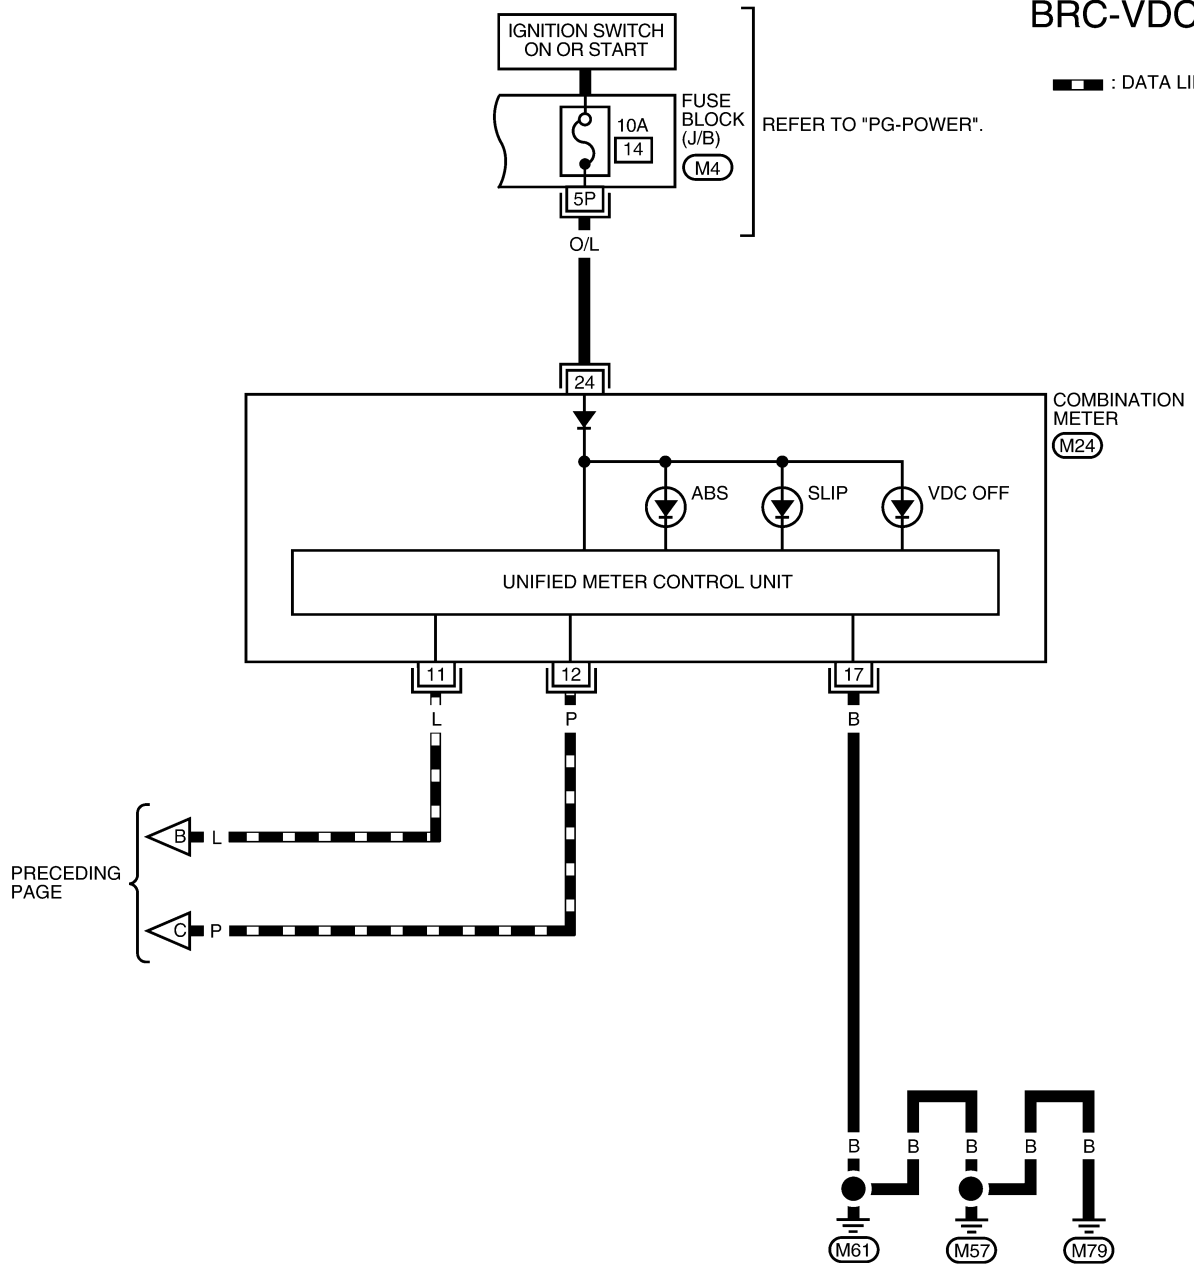 BRC-VDC
IGNITION SWITCH
ON OR START
: DATA LI
FUSE
BLOCK
(J/B)
M4
10A
14
REFER TO "PG-POWER".
5P
O/L
24
COMBINATION
METER
M24
ABS
SLIP
VDC OFF
UNIFIED METER CONTROL UNIT
11
12
17
L
P
B
B
L
PRECEDING
PAGE
C
P
B
B
B
B
B
M61
M57
M79